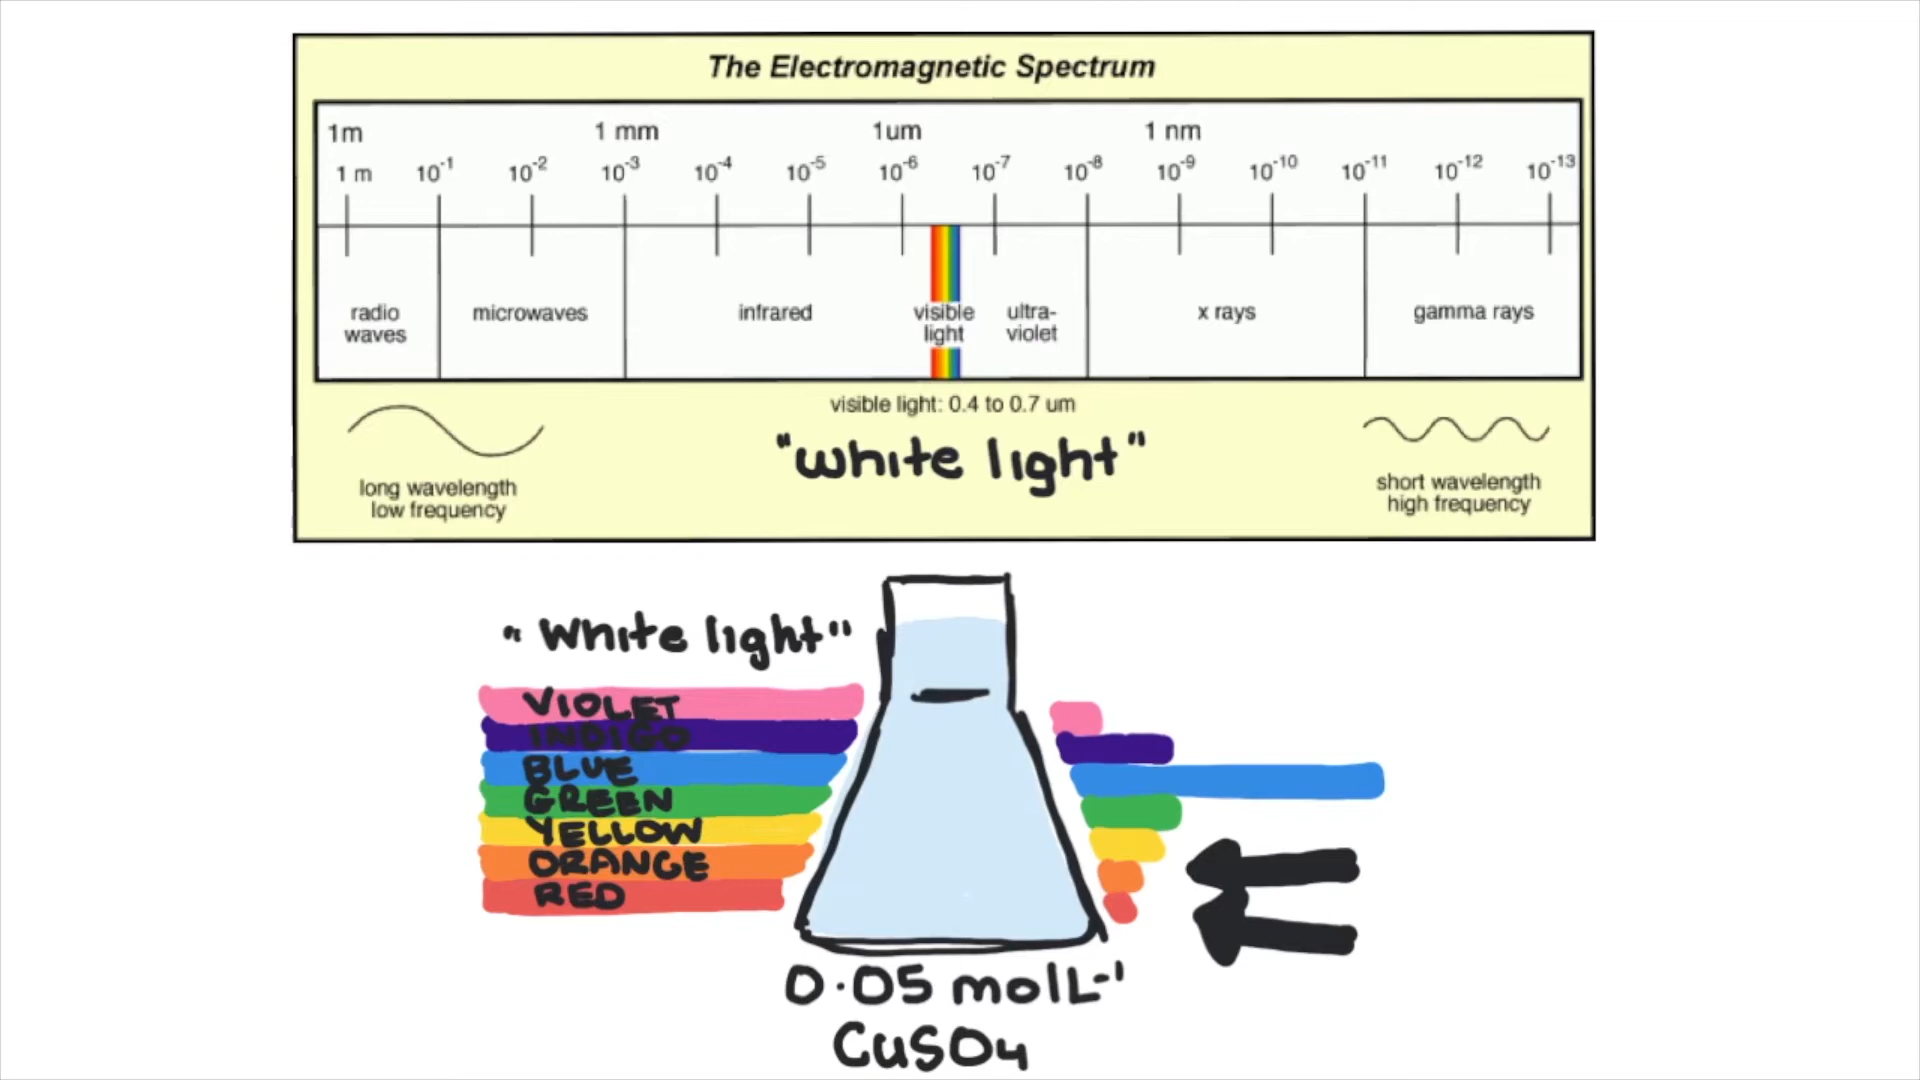 The Electromagnetic Spectrum
1m 1 mm 1um 1 nm
1 m 10-1 10-2 10-3 10-4 10-5 10-6 10-7 10-8 10-9 10-10 10-11 10-12 10-13
radio waves
microwaves
infrared
visible light
ultra-violet
x rays
gamma rays
visible light: 0.4 to 0.7 um
"white light"
long wavelength
low frequency
short wavelength
high frequency
"White light"
VIOLET
INDIGO
BLUE
GREEN
YELLOW
ORANGE
RED
0.05 molL-1
CuSO4